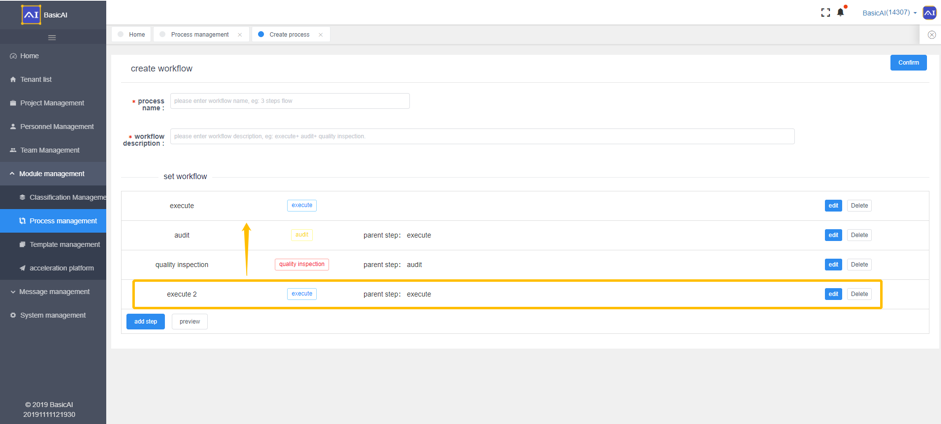 BasicAI
BasicAI(14307)
Home
Process management
Create process
Home
Tenant list
Project Management
Personnel Management
Team Management
Module management
Classification Manageme
Process management
Template management
acceleration platform
Message management
System management
© 2019 BasicAI
20191111121930
create workflow
Confirm
* process
name :
please enter workflow name, eg: 3 steps flow
* workflow
description :
please enter workflow description, eg: execute+ audit+ quality inspection
set workflow
execute execute edit Delete
audit audit parent step: execute edit Delete
quality inspection quality inspection parent step: audit edit Delete
execute 2 execute parent step: execute edit Delete
add step preview